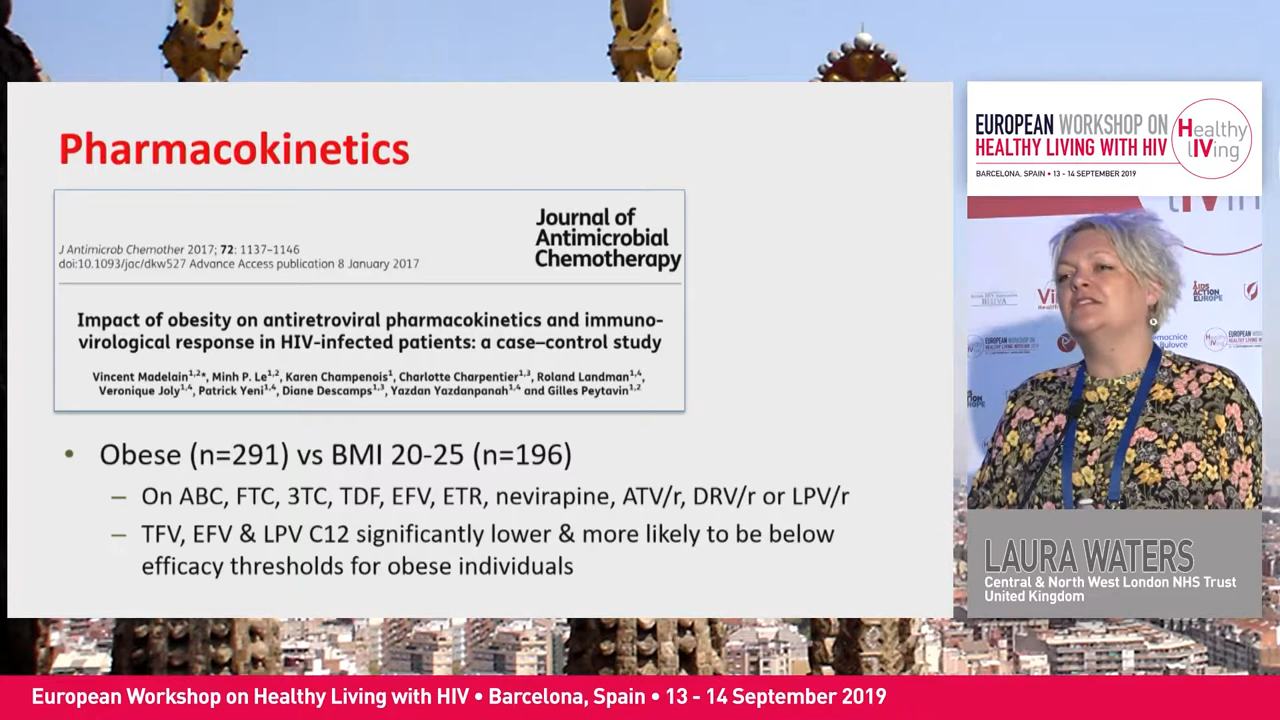 Pharmacokinetics
Journal of
Antimicrobial
Chemotherapy
J Antimicrob Chemother 2017; 72: 1137–1146
doi:10.1093/jac/dkw527 Advance Access publication 8 January 2017
Impact of obesity on antiretroviral pharmacokinetics and immuno-
virological response in HIV-infected patients: a case–control study
Vincent Madelain1,2*, Minh P. Le1,2, Karen Champenois1, Charlotte Charpentier1,3, Roland Landman1,4,
Veronique Joly1,4, Patrick Yeni1,4, Diane Descamps1,3, Yazdan Yazdanpanah1,4 and Gilles Peytavin1,2
• Obese (n=291) vs BMI 20-25 (n=196)
– On ABC, FTC, 3TC, TDF, EFV, ETR, nevirapine, ATV/r, DRV/r or LPV/r
– TFV, EFV & LPV C12 significantly lower & more likely to be below
efficacy thresholds for obese individuals
EUROPEAN WORKSHOP ON
HEALTHY LIVING WITH HIV
Healthy
lIVing
BARCELONA, SPAIN • 13 - 14 SEPTEMBER 2019
AIDS
ACTION
EUROPE
LAURA WATERS
Central & North West London NHS Trust
United Kingdom
European Workshop on Healthy Living with HIV • Barcelona, Spain • 13 - 14 September 2019